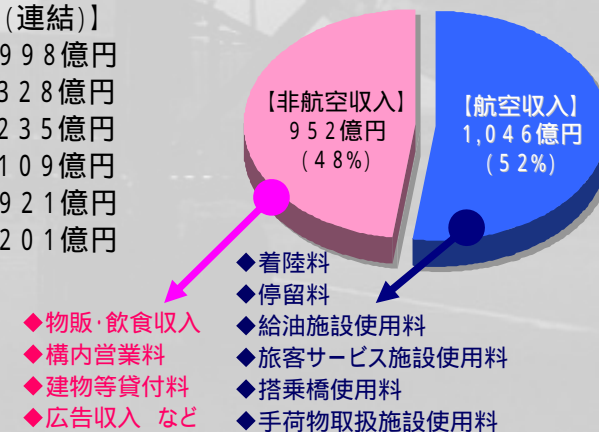 (連結)】
998億円
328億円
235億円
109億円
921億円
201億円
【非航空収入】
952億円
(48%)
【航空収入】
1,046億円
(52%)
◆物販・飲食収入
◆構内営業料
◆建物等貸付料
◆広告収入 など
◆着陸料
◆停留料
◆給油施設使用料
◆旅客サービス施設使用料
◆搭乗橋使用料
◆手荷物取扱施設使用料